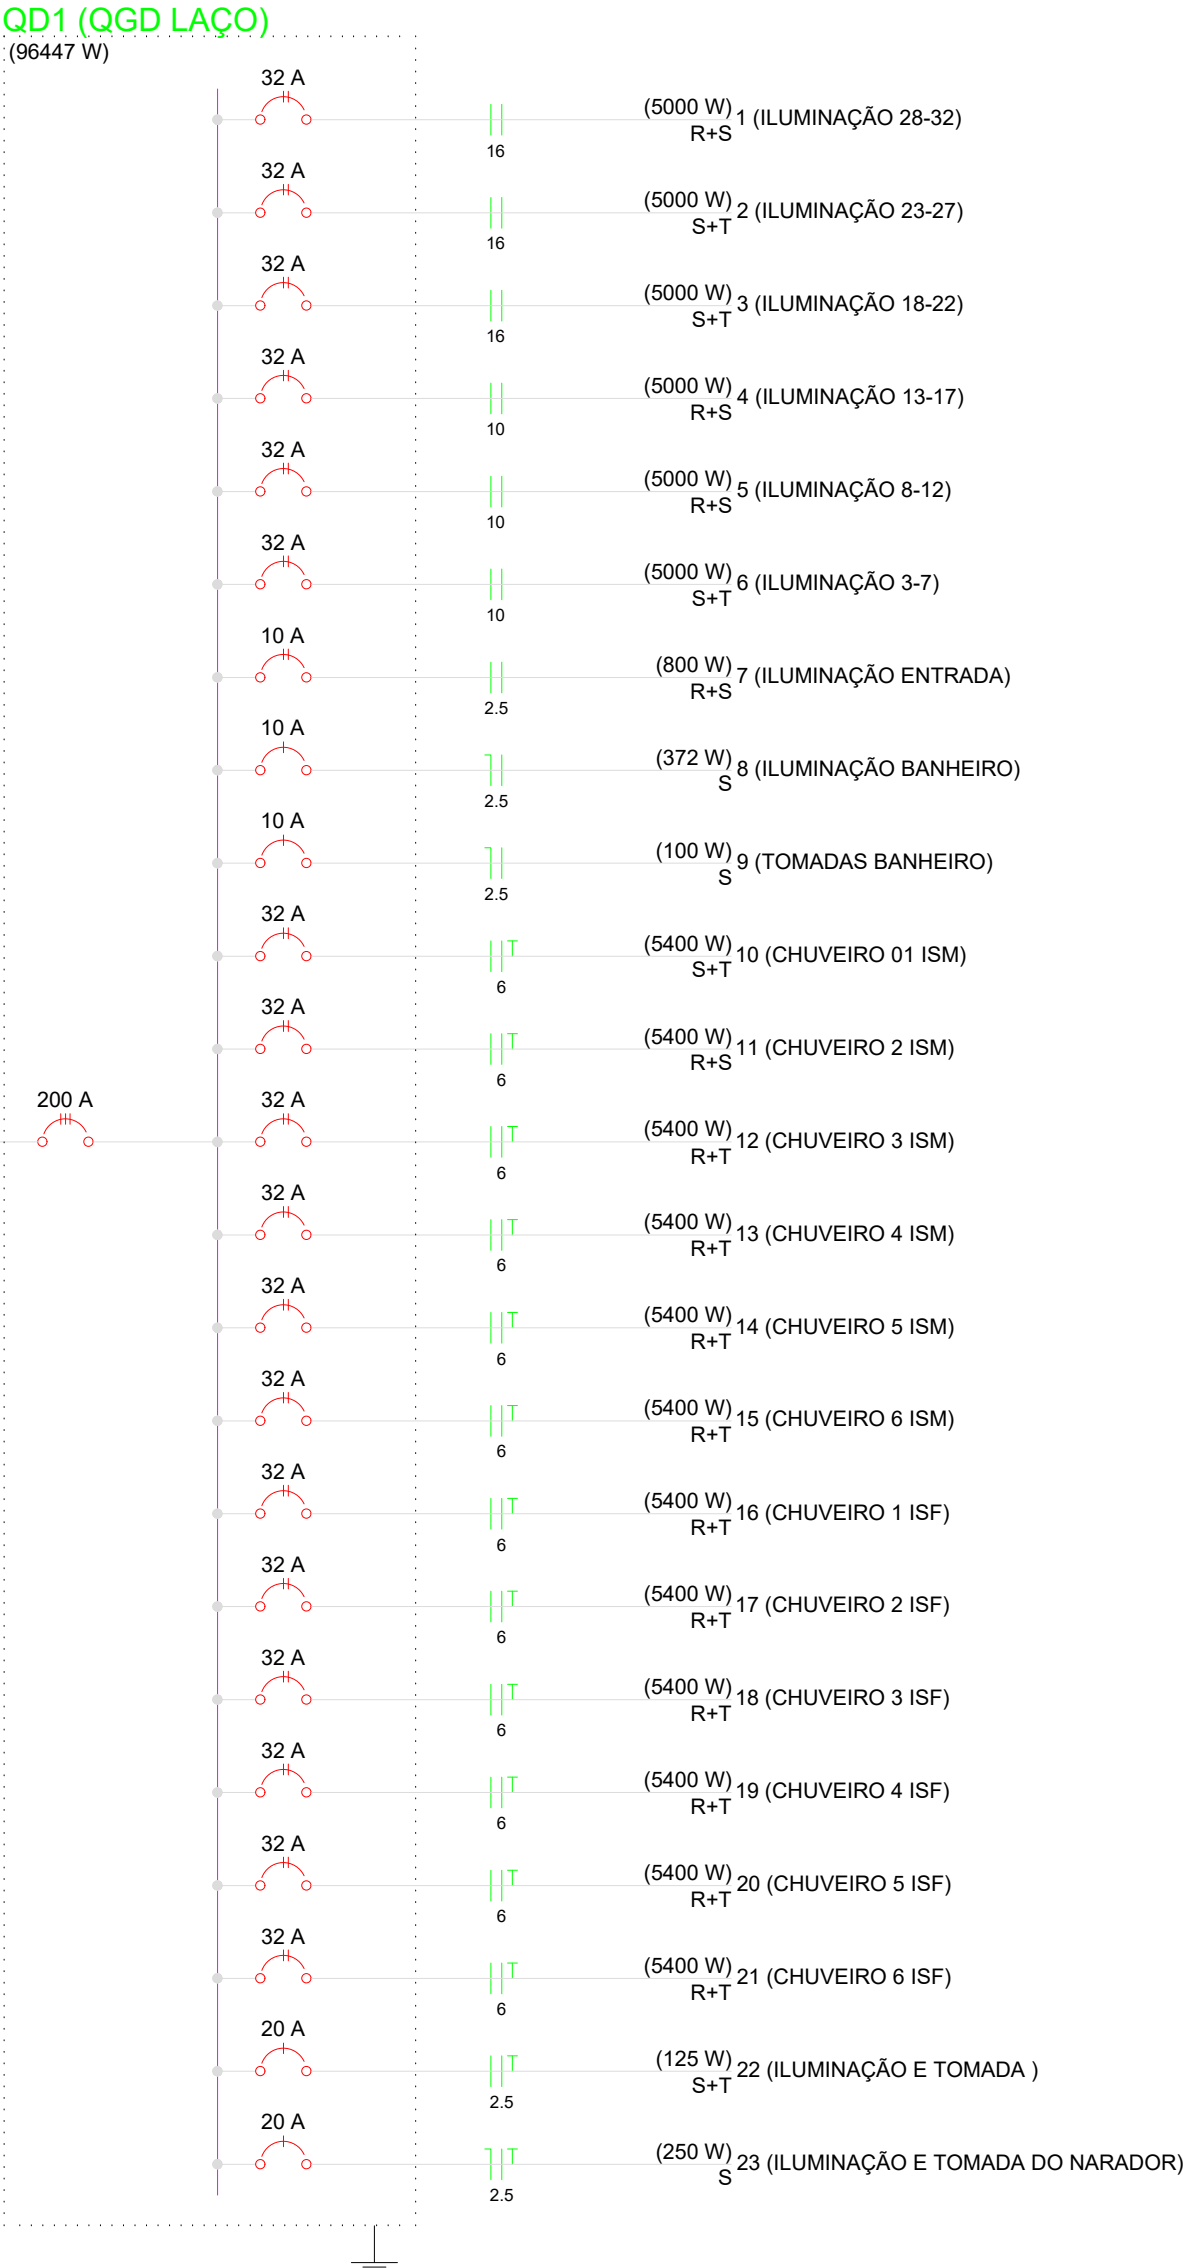 QD1 (QGD LAÇO)
(96447 W)
32 A
(5000 W)
R+S
1 (ILUMINAÇÃO 28-32)
16
32 A
(5000 W)
S+T
2 (ILUMINAÇÃO 23-27)
16
32 A
(5000 W)
S+T
3 (ILUMINAÇÃO 18-22)
16
32 A
(5000 W)
R+S
4 (ILUMINAÇÃO 13-17)
10
32 A
(5000 W)
R+S
5 (ILUMINAÇÃO 8-12)
10
32 A
(5000 W)
S+T
6 (ILUMINAÇÃO 3-7)
10
10 A
(800 W)
R+S
7 (ILUMINAÇÃO ENTRADA)
2.5
10 A
(372 W)
S
8 (ILUMINAÇÃO BANHEIRO)
2.5
10 A
(100 W)
S
9 (TOMADAS BANHEIRO)
2.5
32 A
T
(5400 W)
S+T
10 (CHUVEIRO 01 ISM)
6
32 A
T
(5400 W)
R+S
11 (CHUVEIRO 2 ISM)
6
200 A
32 A
T
(5400 W)
R+T
12 (CHUVEIRO 3 ISM)
6
32 A
T
(5400 W)
R+T
13 (CHUVEIRO 4 ISM)
6
32 A
T
(5400 W)
R+T
14 (CHUVEIRO 5 ISM)
6
32 A
T
(5400 W)
R+T
15 (CHUVEIRO 6 ISM)
6
32 A
T
(5400 W)
R+T
16 (CHUVEIRO 1 ISF)
6
32 A
T
(5400 W)
R+T
17 (CHUVEIRO 2 ISF)
6
32 A
T
(5400 W)
R+T
18 (CHUVEIRO 3 ISF)
6
32 A
T
(5400 W)
R+T
19 (CHUVEIRO 4 ISF)
6
32 A
T
(5400 W)
R+T
20 (CHUVEIRO 5 ISF)
6
32 A
T
(5400 W)
R+T
21 (CHUVEIRO 6 ISF)
6
20 A
T
(125 W)
S+T
22 (ILUMINAÇÃO E TOMADA )
2.5
20 A
T
(250 W)
S
23 (ILUMINAÇÃO E TOMADA DO NARADOR)
2.5